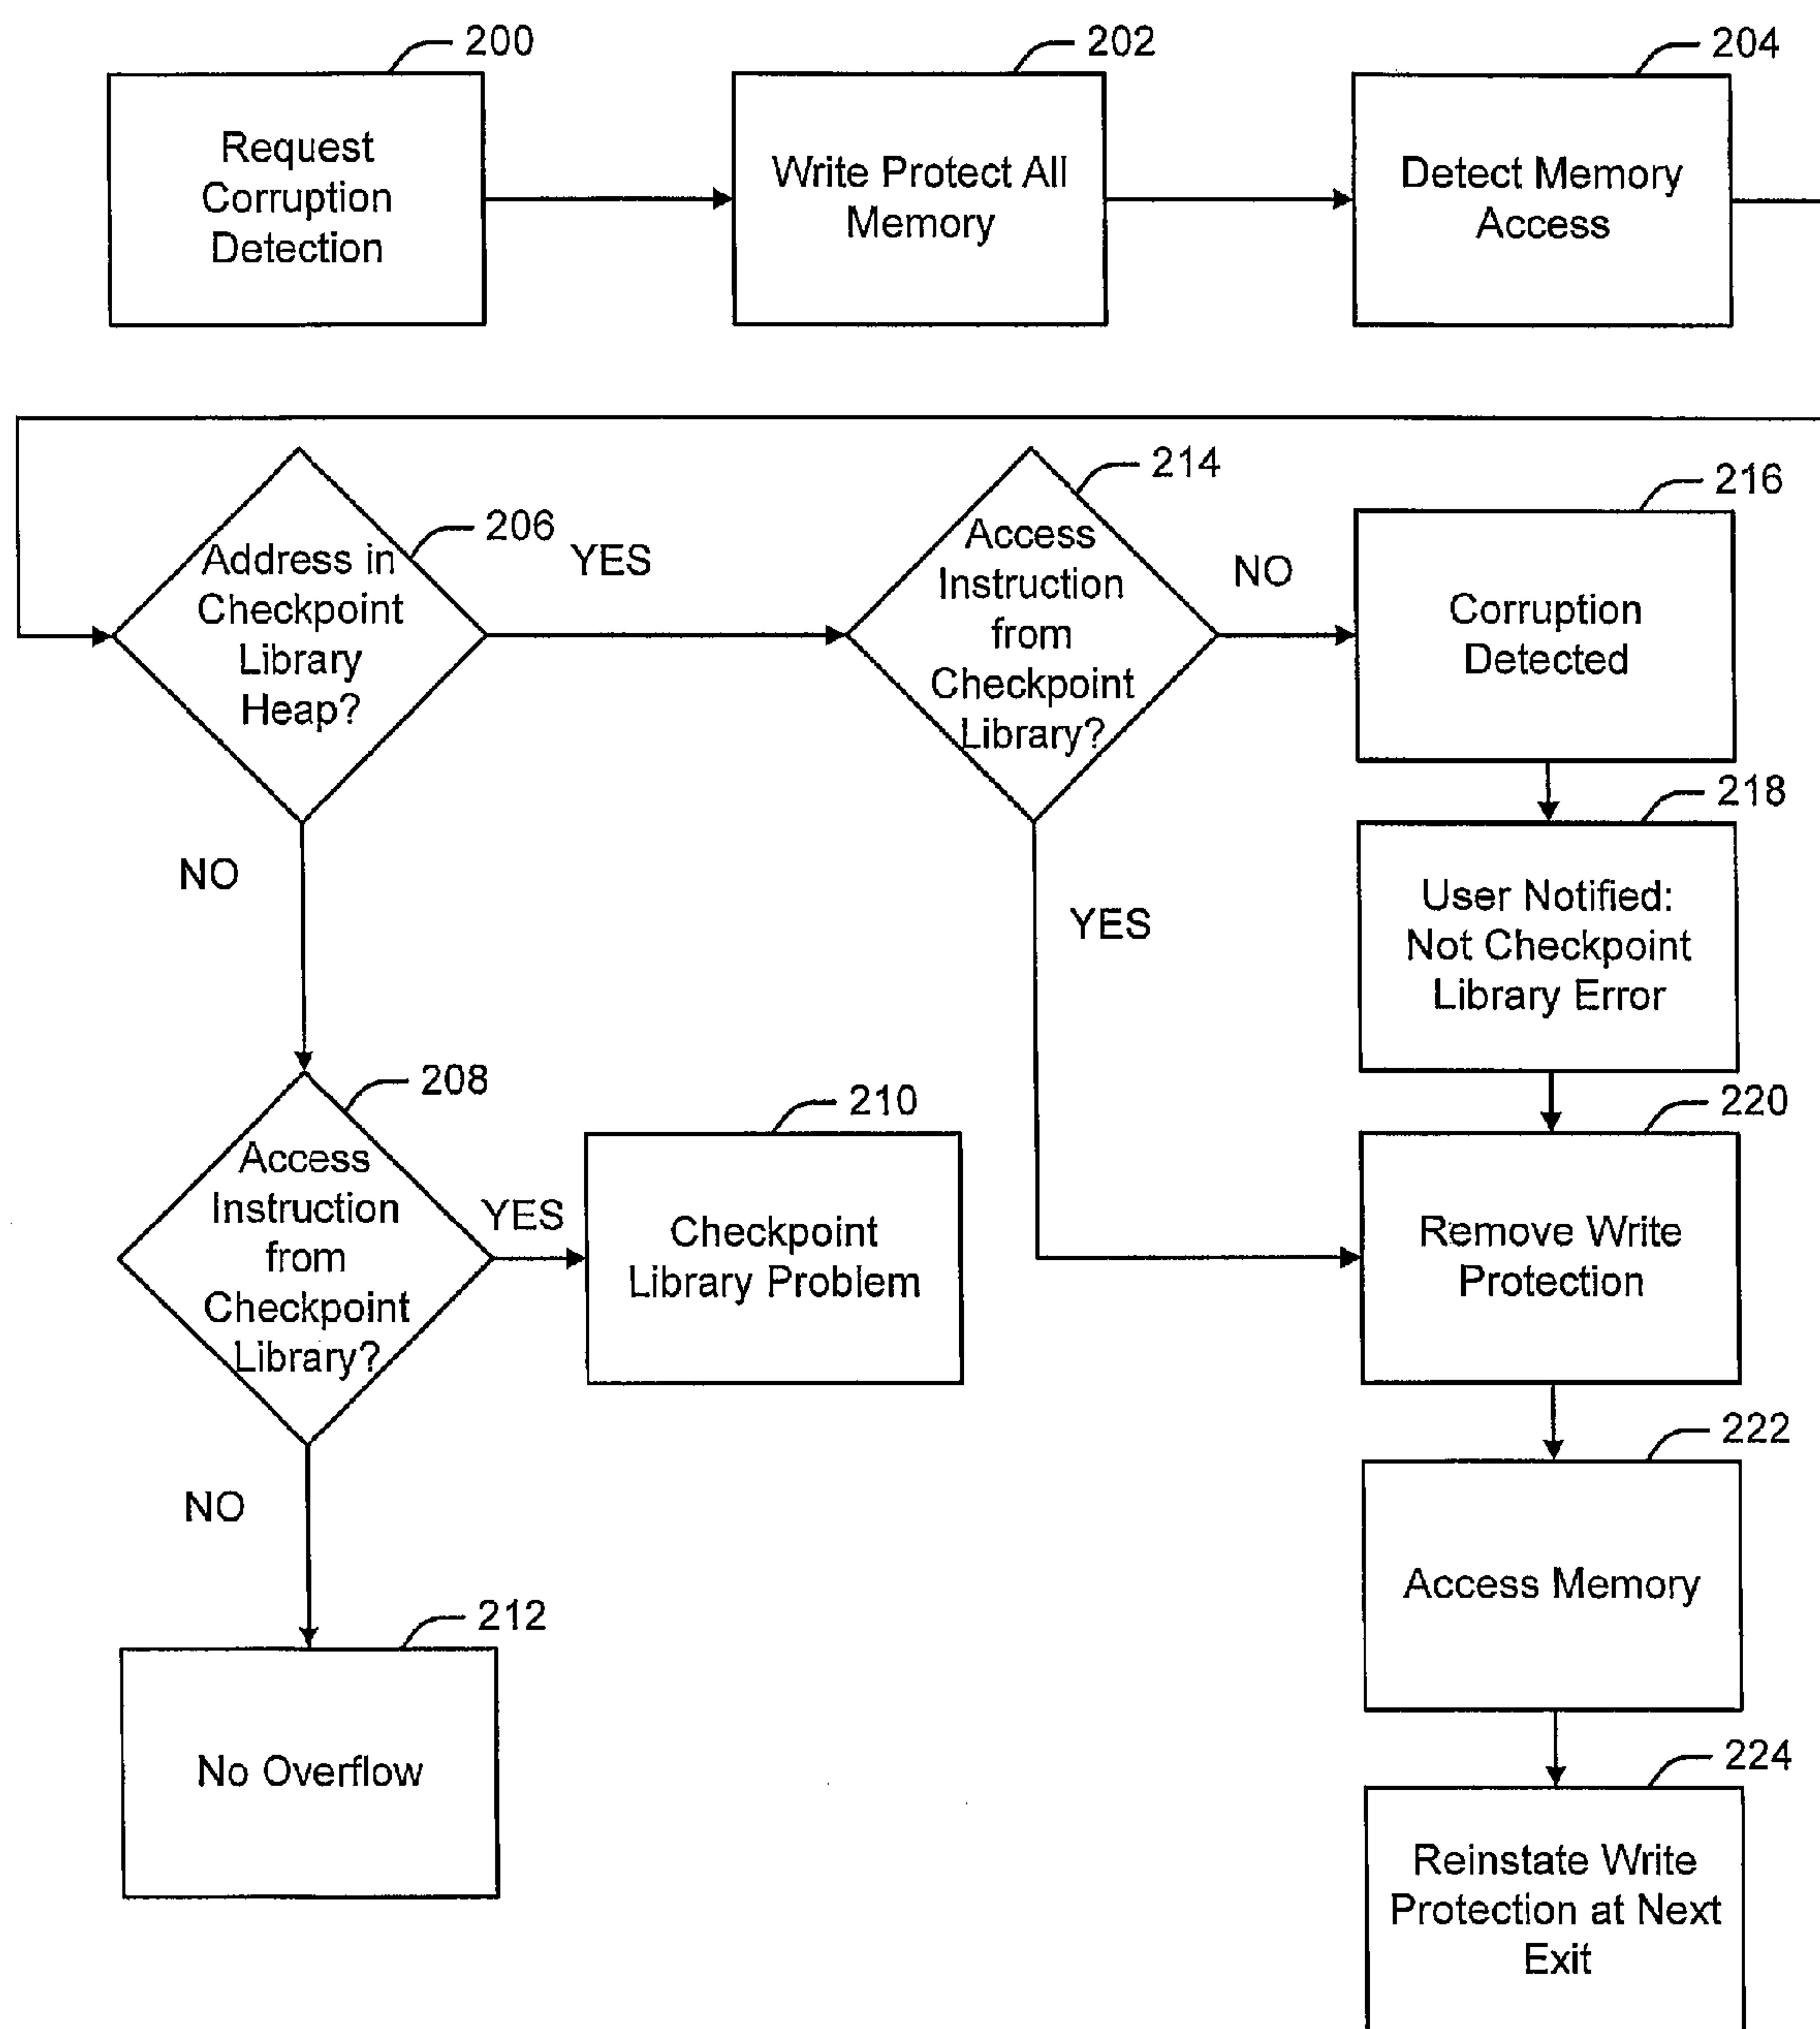 200
Request
Corruption
Detection
202
Write Protect All
Memory
204
Detect Memory
Access
206
Address in
Checkpoint
Library
Heap?
YES
NO
214
Access
Instruction
from
Checkpoint
Library?
NO
YES
216
Corruption
Detected
218
User Notified:
Not Checkpoint
Library Error
208
Access
Instruction
from
Checkpoint
Library?
YES
NO
210
Checkpoint
Library Problem
220
Remove Write
Protection
222
Access Memory
212
No Overflow
224
Reinstate Write
Protection at Next
Exit